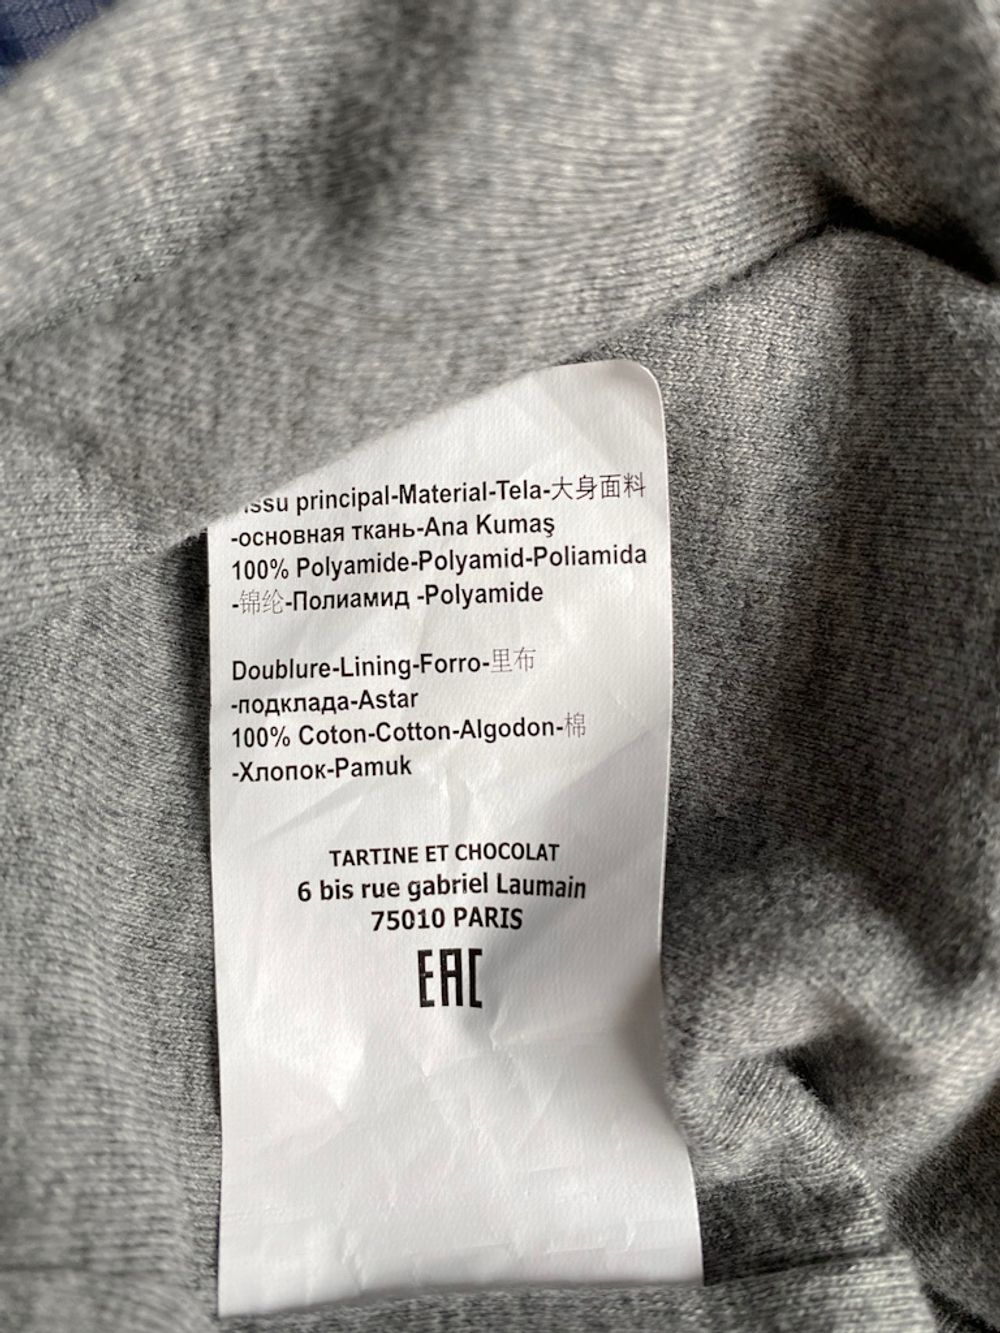 principal-Material-Tela-大身面料
-основная ткань-Ana Kumaş
100% Polyamide-Polyamid-Poliamida
-锦纶-Полиамид -Polyamide
Doublure-Lining-Forro-里布
-подклада-Astar
100% Coton-Cotton-Algodon-棉
-Хлопок-Pamuk
TARTINE ET CHOCOLAT
6 bis rue gabriel Laumain
75010 PARIS
EAC